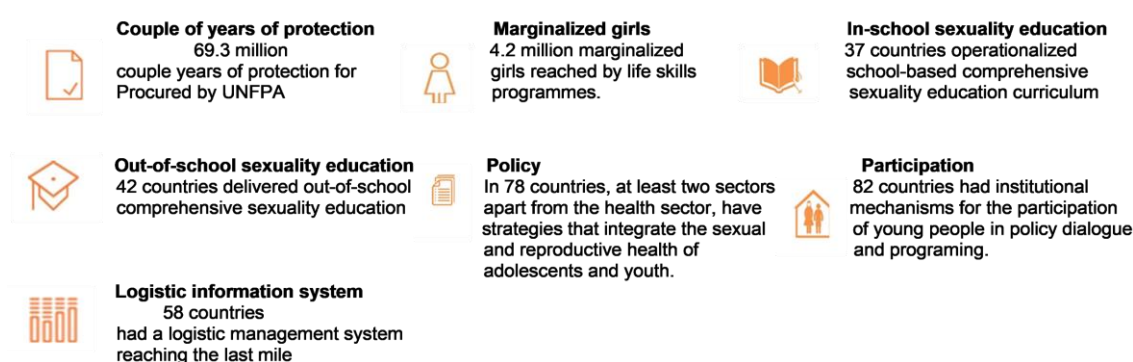 Couple of years of protection
69.3 million
couple years of protection for
Procured by UNFPA
Marginalized girls
4.2 million marginalized
girls reached by life skills
programmes.
In-school sexuality education
37 countries operationalized
school-based comprehensive
sexuality education curriculum
Out-of-school sexuality education
42 countries delivered out-of-school
comprehensive sexuality education
Policy
In 78 countries, at least two sectors
apart from the health sector, have
strategies that integrate the sexual
and reproductive health of
adolescents and youth.
Participation
82 countries had institutional
mechanisms for the participation
of young people in policy dialogue
and programing.
Logistic information system
58 countries
had a logistic management system
reaching the last mile